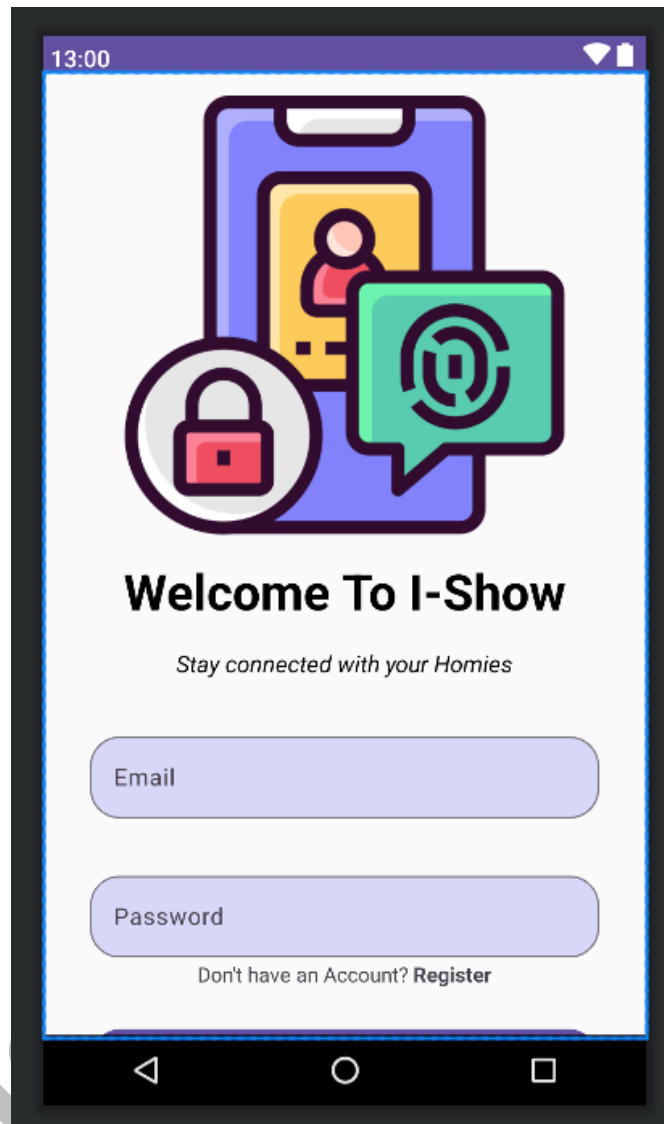 13:00
Welcome To I-Show
Stay connected with your Homies
Email
Password
Don't have an Account? Register